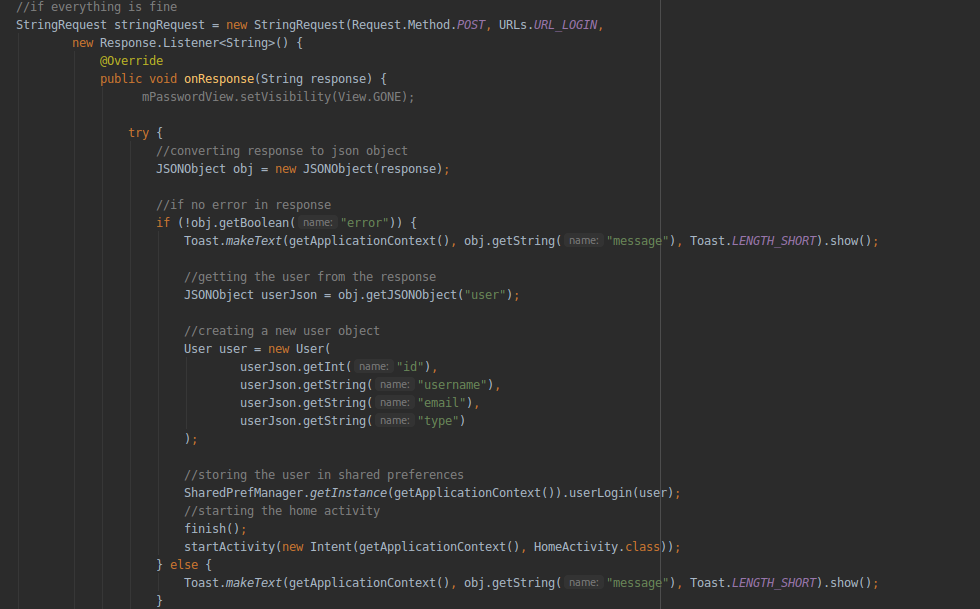 //if everything is fine
StringRequest stringRequest = new StringRequest(Request.Method.POST, URLs.URL_LOGIN,
new Response.Listener<String>() {
@Override
public void onResponse(String response) {
mPasswordView.setVisibility(View.GONE);
try {
//converting response to json object
JSONObject obj = new JSONObject(response);
//if no error in response
if (!obj.getBoolean( name: "error")) {
Toast.makeText(getApplicationContext(), obj.getString( name: "message"), Toast.LENGTH_SHORT).show();
//getting the user from the response
JSONObject userJson = obj.getJSONObject("user");
//creating a new user object
User user = new User(
userJson.getInt( name: "id"),
userJson.getString( name: "username"),
userJson.getString( name: "email"),
userJson.getString( name: "type")
);
//storing the user in shared preferences
SharedPrefManager.getInstance(getApplicationContext()).userLogin(user);
//starting the home activity
finish();
startActivity(new Intent(getApplicationContext(), HomeActivity.class));
} else {
Toast.makeText(getApplicationContext(), obj.getString( name: "message"), Toast.LENGTH_SHORT).show();
}